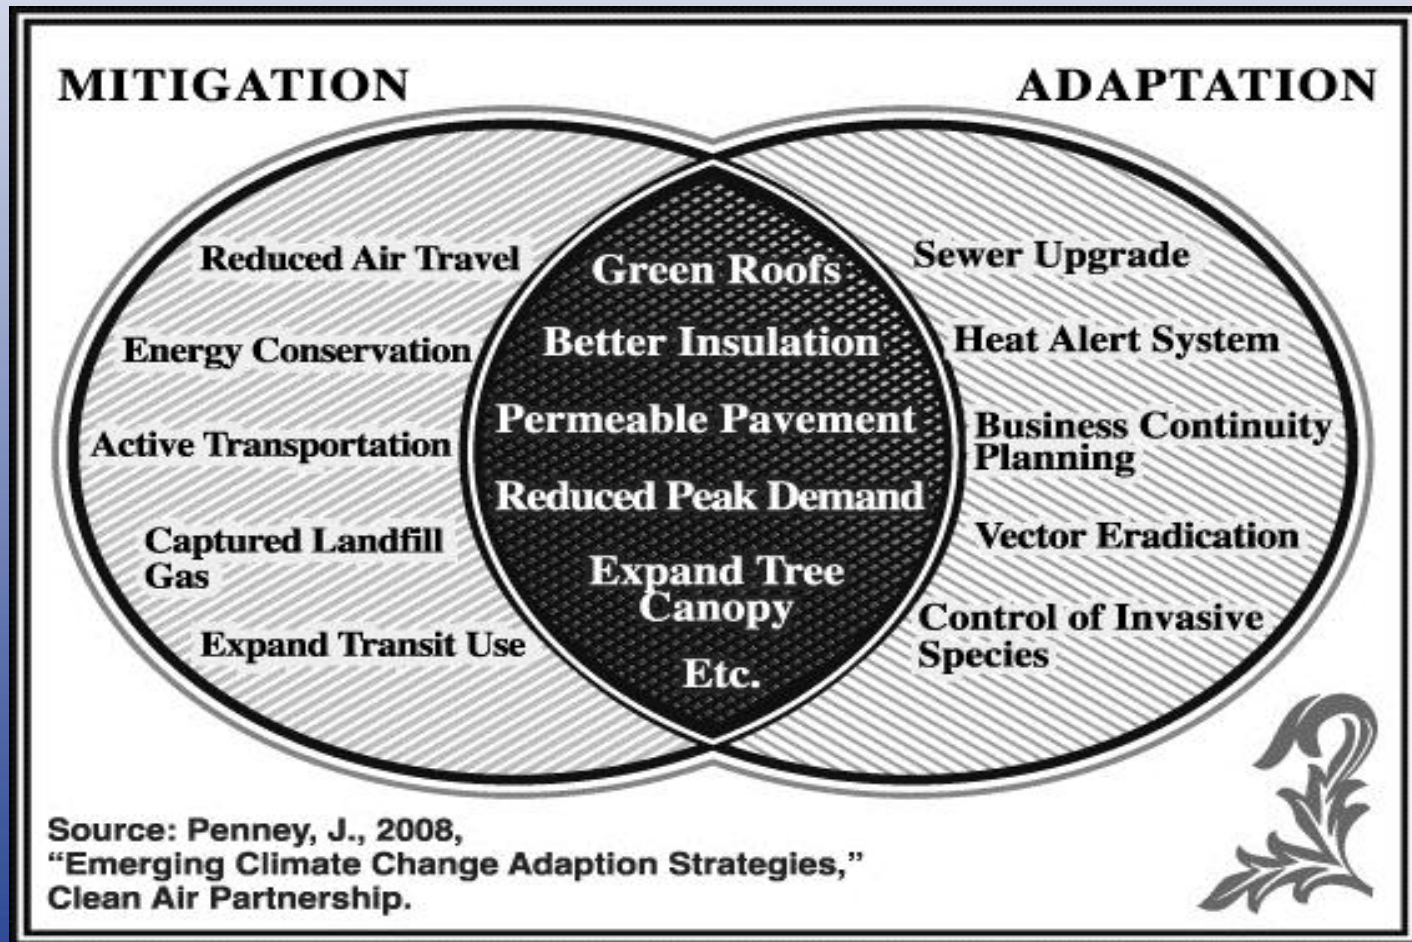 MITIGATION
ADAPTATION
Reduced Air Travel
Energy Conservation
Active Transportation
Captured Landfill
Gas
Expand Transit Use
Green Roofs
Better Insulation
Permeable Pavement
Reduced Peak Demand
Expand Tree
Canopy
Etc.
Sewer Upgrade
Heat Alert System
Business Continuity
Planning
Vector Eradication
Control of Invasive
Species
Source: Penney, J., 2008,
“Emerging Climate Change Adaption Strategies,”
Clean Air Partnership.